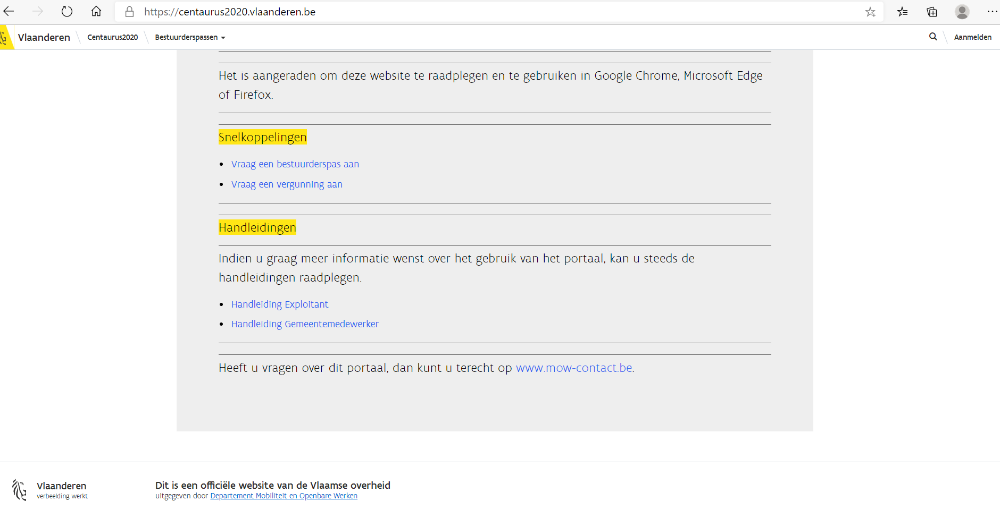 https://centaurus2020.vlaanderen.be
Vlaanderen Centaurus2020 Bestuurderspassen Aanmelden
Het is aangeraden om deze website te raadplegen en te gebruiken in Google Chrome, Microsoft Edge
of Firefox.
Snelkoppelingen
Vraag een bestuurderspas aan
Vraag een vergunning aan
Handleidingen
Indien u graag meer informatie wenst over het gebruik van het portaal, kan u steeds de
handleidingen raadplegen.
Handleiding Exploitant
Handleiding Gemeentemedewerker
Heeft u vragen over dit portaal, dan kunt u terecht op www.mow-contact.be.
Vlaanderen
verbeelding werkt
Dit is een officiële website van de Vlaamse overheid
uitgegeven door Departement Mobiliteit en Openbare Werken